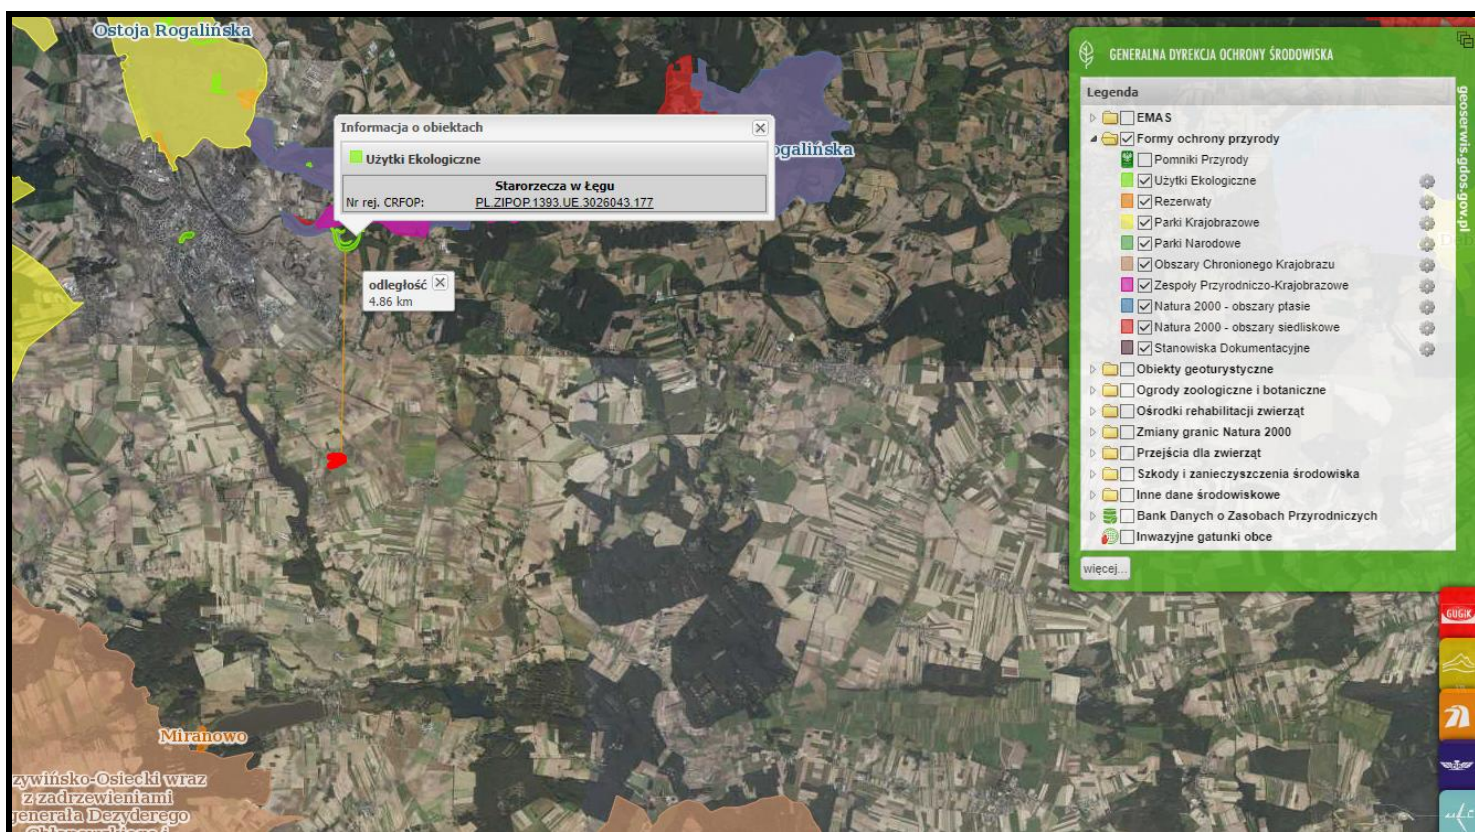 Ostoja Rogalińska
Informacja o obiektach
Użytki Ekologiczne
Starorzecza w Łęgu
Nr rej. CRFOP: PL.ZIPOP.1393.UE.3026043.177
ogalińska
odległość
4.86 km
Miranowo
zywińsko-Osiecki wraz
z zadrzewieniami
generała Dezyderego
Chłapowskiego i
GENERALNA DYREKCJA OCHRONY ŚRODOWISKA
Legenda
EMAS
Formy ochrony przyrody
Pomniki Przyrody
Użytki Ekologiczne
Rezerwaty
Parki Krajobrazowe
Parki Narodowe
Obszary Chronionego Krajobrazu
Zespoły Przyrodniczo-Krajobrazowe
Natura 2000 - obszary ptasie
Natura 2000 - obszary siedliskowe
Stanowiska Dokumentacyjne
Obiekty geoturystyczne
Ogrody zoologiczne i botaniczne
Ośrodki rehabilitacji zwierząt
Zmiany granic Natura 2000
Przejścia dla zwierząt
Szkody i zanieczyszczenia środowiska
Inne dane środowiskowe
Bank Danych o Zasobach Przyrodniczych
Inwazyjne gatunki obce
więcej...
geoserwis.gdos.gov.pl
GUGiK